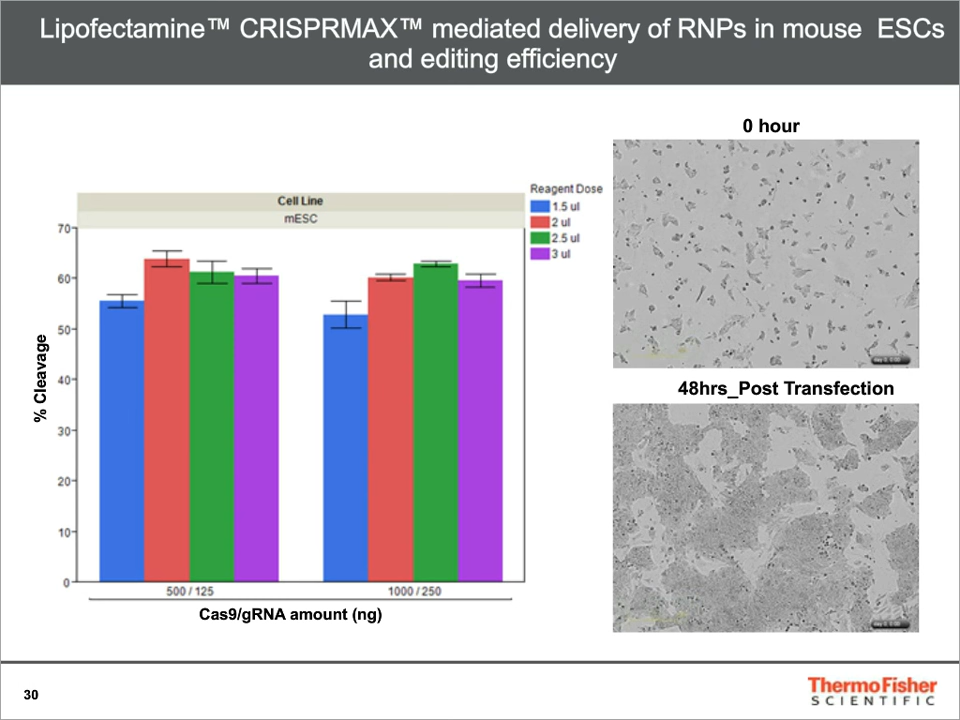 Lipofectamine™ CRISPRMAX™ mediated delivery of RNPs in mouse  ESCs
and editing efficiency
0 hour
Cell Line
mESC
Reagent Dose
1.5 ul
2 ul
2.5 ul
3 ul
70
60
50
40
30
20
10
0
% Cleavage
500 / 125
1000 / 250
Cas9/gRNA amount (ng)
48hrs_Post Transfection
30
ThermoFisher
SCIENTIFIC